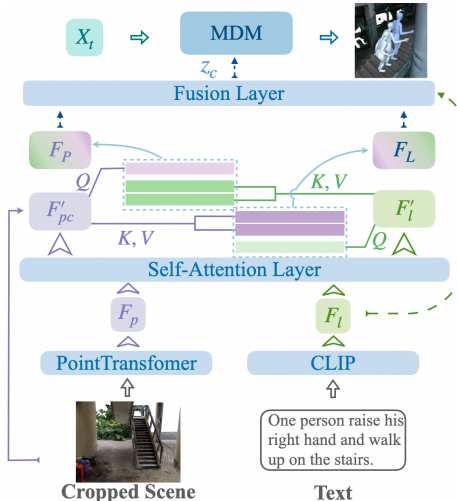 X_t
MDM
z_c
Fusion Layer
F_P
F_L
Q
K, V
F'_{pc}
F'_l
K, V
Q
Self-Attention Layer
F_p
F_l
PointTransfomer
CLIP
One person raise his
right hand and walk
up on the stairs.
Cropped Scene
Text